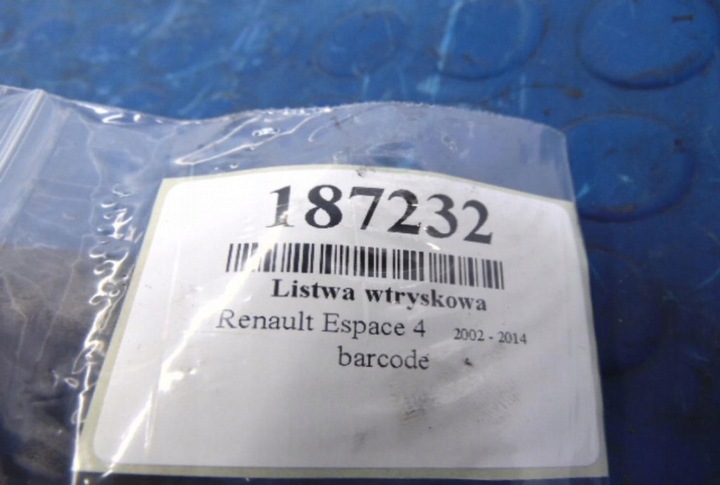 187232
Listwa wtryskowa
Renault Espace 4 2002 - 2014
barcode